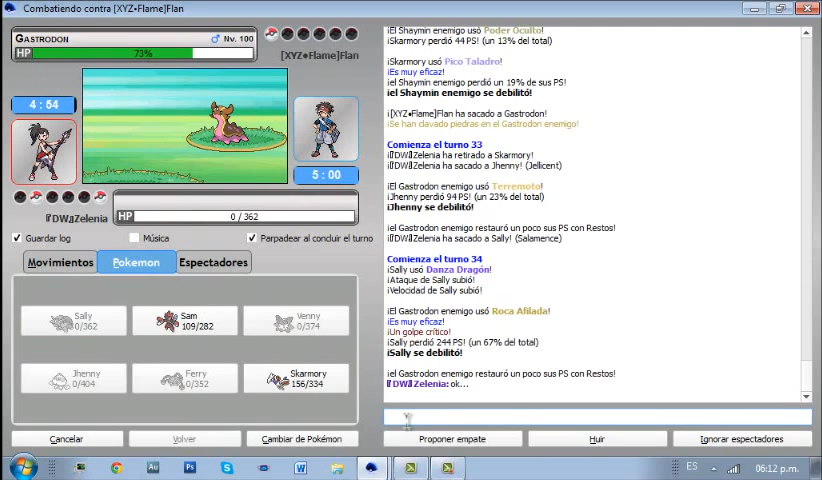 Combatiendo contra [XYZ•Flame]Flan
GASTRODON
♂ Nv. 100
HP
73%
[XYZ•Flame]Flan
4 : 54
5 : 00
『DW』Zelenia
HP
0 / 362
Guardar log
Música
Parpadear al concluir el turno
Movimientos
Pokemon
Espectadores
Sally
0/362
Sam
109/282
Venny
0/374
Jhenny
0/404
Ferry
0/352
Skarmory
156/334
Cancelar
Volver
Cambiar de Pokémon
¡El Shaymin enemigo usó Poder Oculto!
¡Skarmory perdió 44 PS! (un 13% del total)
¡Skarmory usó Pico Taladro!
¡Es muy eficaz!
¡el Shaymin enemigo perdió un 19% de sus PS!
¡el Shaymin enemigo se debilitó!
¡[XYZ•Flame]Flan ha sacado a Gastrodon!
¡Se han clavado piedras en el Gastrodon enemigo!
Comienza el turno 33
¡『DW』Zelenia ha retirado a Skarmory!
¡『DW』Zelenia ha sacado a Jhenny! (Jellicent)
¡El Gastrodon enemigo usó Terremoto!
¡Jhenny perdió 94 PS! (un 23% del total)
¡Jhenny se debilitó!
¡el Gastrodon enemigo restauró un poco sus PS con Restos!
¡『DW』Zelenia ha sacado a Sally! (Salamence)
Comienza el turno 34
¡Sally usó Danza Dragón!
¡Ataque de Sally subió!
¡Velocidad de Sally subió!
¡El Gastrodon enemigo usó Roca Afilada!
¡Es muy eficaz!
¡Un golpe crítico!
¡Sally perdió 244 PS! (un 67% del total)
¡Sally se debilitó!
¡el Gastrodon enemigo restauró un poco sus PS con Restos!
『DW』Zelenia: ok...
Proponer empate
Huir
Ignorar espectadores
Au
Ps
S
W
ES
06:12 p.m.